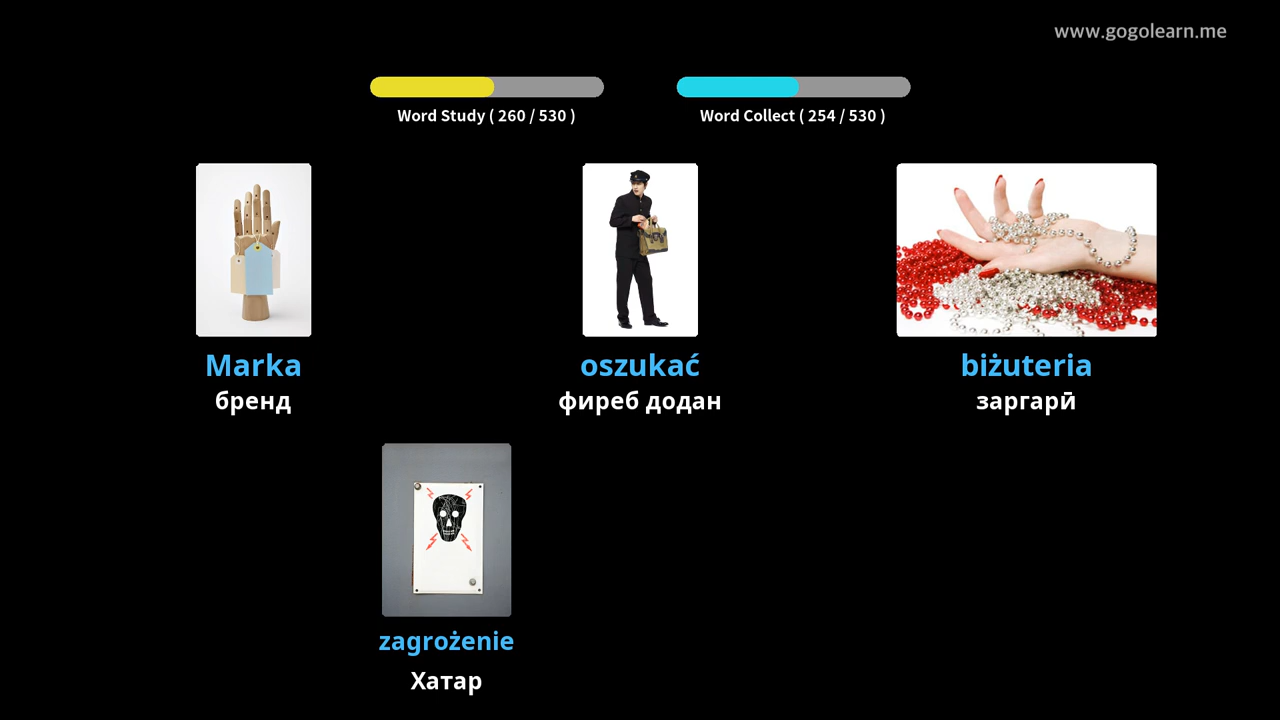 www.gogolearn.me
Word Study ( 260 / 530 )
Word Collect ( 254 / 530 )
Marka
oszukać
biżuteria
бренд
фиреб додан
заргарӣ
zagrożenie
Хатар